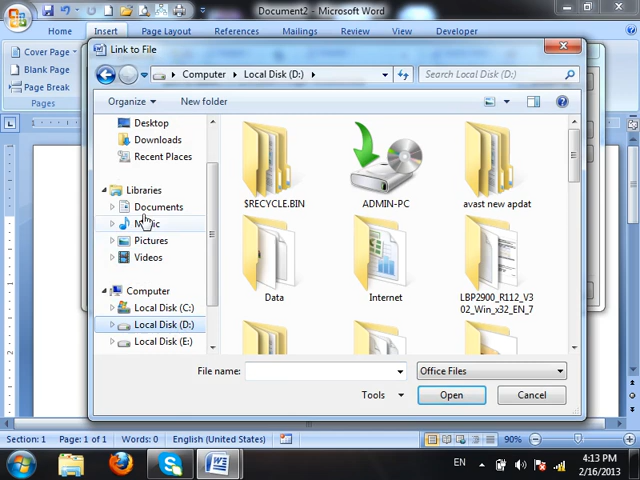 Document2 - Microsoft Word
Home
Insert
Page Layout
References
Mailings
Review
View
Developer
Cover Page
Blank Page
Page Break
Pages
Link to File
Computer
Local Disk (D:)
Search Local Disk (D:)
Organize
New folder
Desktop
Downloads
Recent Places
Libraries
Documents
Pictures
Videos
Computer
Local Disk (C:)
Local Disk (D:)
Local Disk (E:)
$RECYCLE.BIN
ADMIN-PC
avast new apdat
Data
Internet
LBP2900_R112_V3
02_Win_x32_EN_7
File name:
Office Files
Tools
Open
Cancel
Section: 1
Page: 1 of 1
Words: 0
English (United States)
90%
EN
4:13 PM
2/16/2013